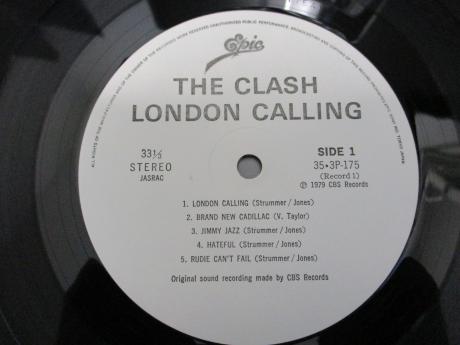 Epic
THE CLASH
LONDON CALLING
33⅓
STEREO
JASRAC
SIDE 1
35·3P-175
(Record 1)
Ⓟ 1979 CBS Records
1. LONDON CALLING (Strummer/Jones)
2. BRAND NEW CADILLAC (V. Taylor)
3. JIMMY JAZZ (Strummer/Jones)
4. HATEFUL (Strummer/Jones)
5. RUDIE CAN'T FAIL (Strummer/Jones)
Original sound recording made by CBS Records